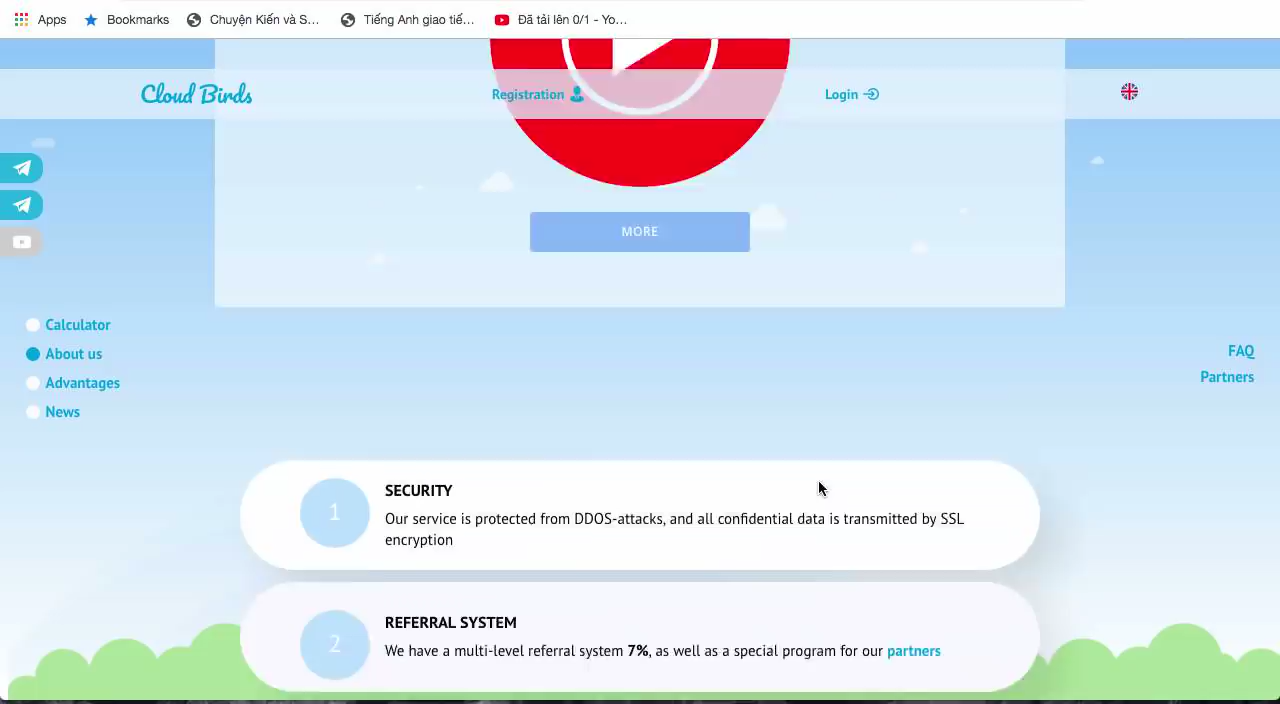 Apps
Bookmarks
Chuyện Kiến và S...
Tiếng Anh giao tiế...
Đã tải lên 0/1 - Yo...
Cloud Birds
Registration
Login
MORE
Calculator
About us
Advantages
News
FAQ
Partners
1
SECURITY
Our service is protected from DDOS-attacks, and all confidential data is transmitted by SSL
encryption
2
REFERRAL SYSTEM
We have a multi-level referral system 7%, as well as a special program for our partners